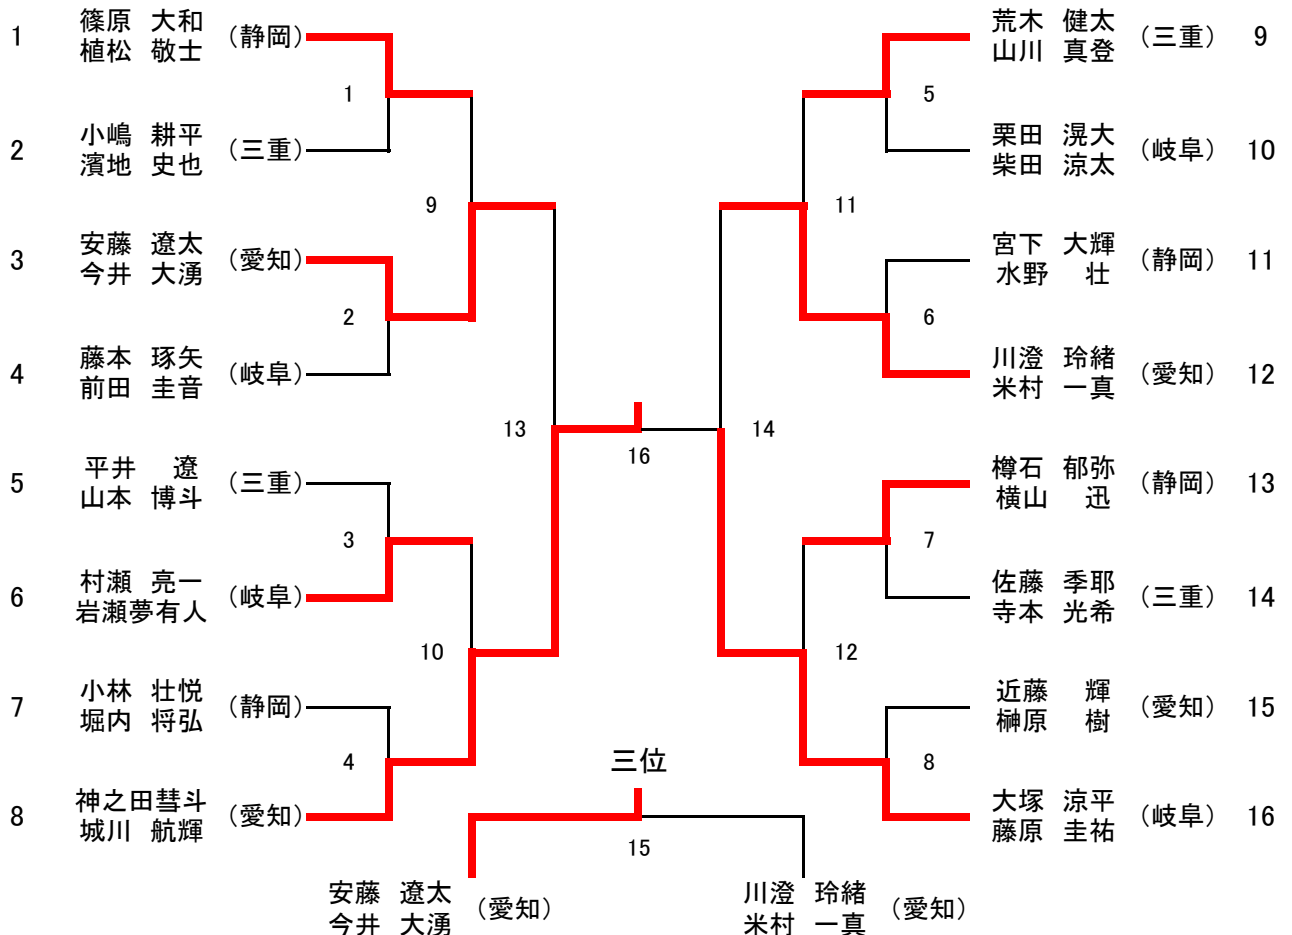 1 篠原 大和 (静岡)
植松 敬士
1
2 小嶋 耕平 (三重)
濱地 史也
9
3 安藤 遼太 (愛知)
今井 大湧
2
4 藤本 琢矢 (岐阜)
前田 圭音
13
5 平井 遼 (三重)
山本 博斗
3
6 村瀬 亮一 (岐阜)
岩瀬夢有人
10
7 小林 壮悦 (静岡)
堀内 将弘
4
8 神之田彗斗 (愛知)
城川 航輝
16
荒木 健太 (三重) 9
山川 真登
5
栗田 滉大 (岐阜) 10
柴田 涼太
11
宮下 大輝 (静岡) 11
水野 壮
6
川澄 玲緒 (愛知) 12
米村 一真
14
樽石 郁弥 (静岡) 13
横山 迅
7
佐藤 季耶 (三重) 14
寺本 光希
12
近藤 輝 (愛知) 15
榊原 樹
8
大塚 涼平 (岐阜) 16
藤原 圭祐
三位
15
安藤 遼太 (愛知)
今井 大湧
川澄 玲緒 (愛知)
米村 一真